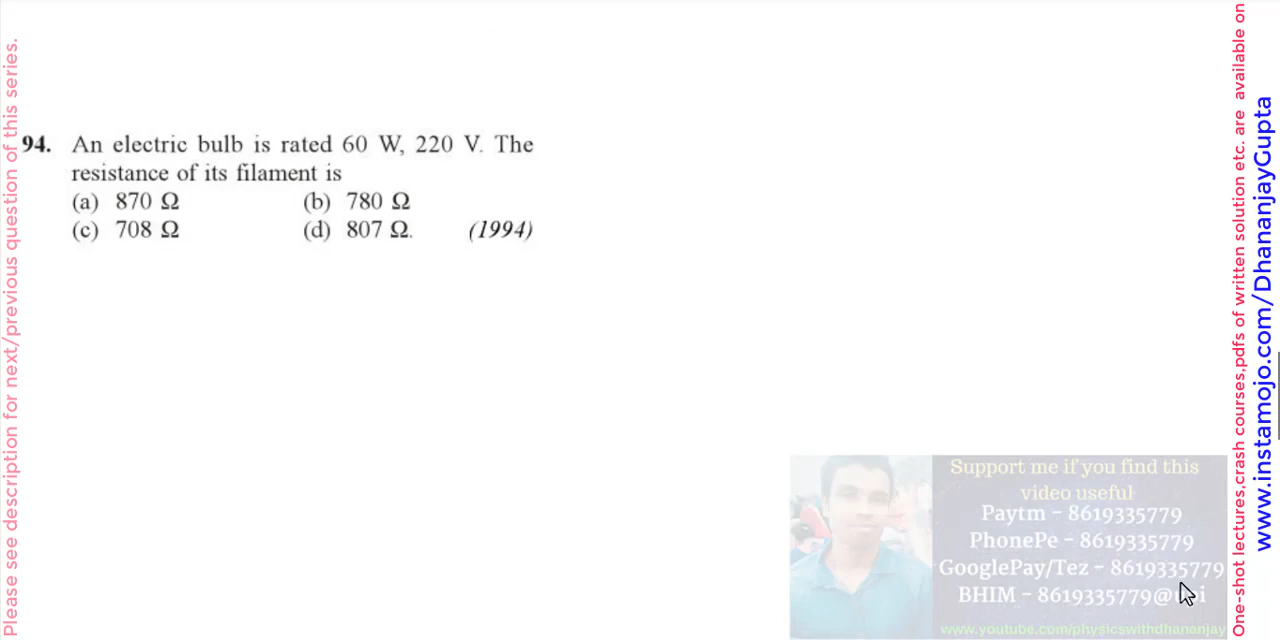 Please see description for next/previous question of this series.
94. An electric bulb is rated 60 W, 220 V. The
resistance of its filament is
(a) 870 Ω (b) 780 Ω
(c) 708 Ω (d) 807 Ω. (1994)
Support me if you find this
video useful
Paytm - 8619335779
PhonePe - 8619335779
GooglePay/Tez - 8619335779
BHIM - 8619335779@
www.youtube.com/physicswithdhananjay
One-shot lectures,crash courses,pdfs of written solution etc. are available on
www.instamojo.com/DhananjayGupta